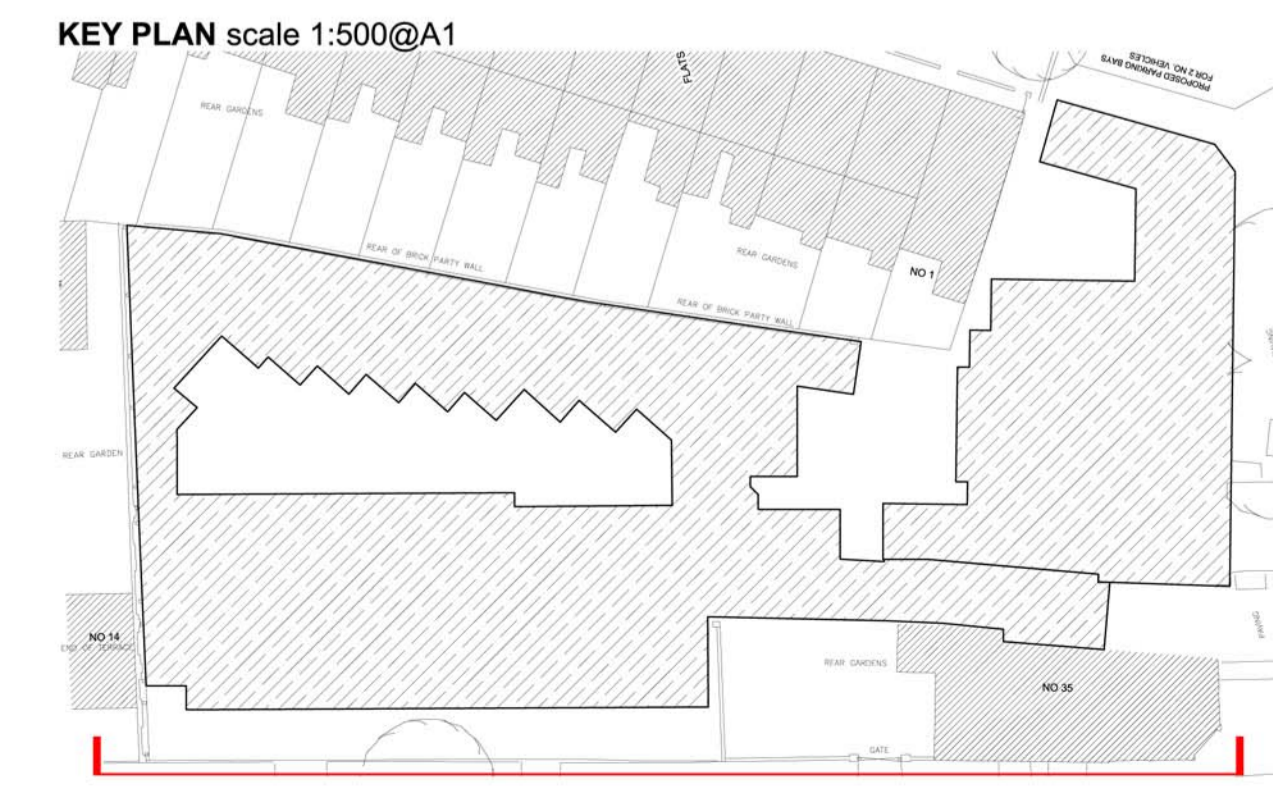 KEY PLAN scale 1:500@A1
FLATS
PROPOSED PARKING BAYS
FOR 2 NO. VEHICLES
REAR GARDENS
REAR OF BRICK PARTY WALL
REAR GARDENS
NO 1
REAR OF BRICK PARTY WALL
REAR GARDEN
NO 14
END OF TERRACE
REAR GARDENS
NO 35
GATE
PAVING